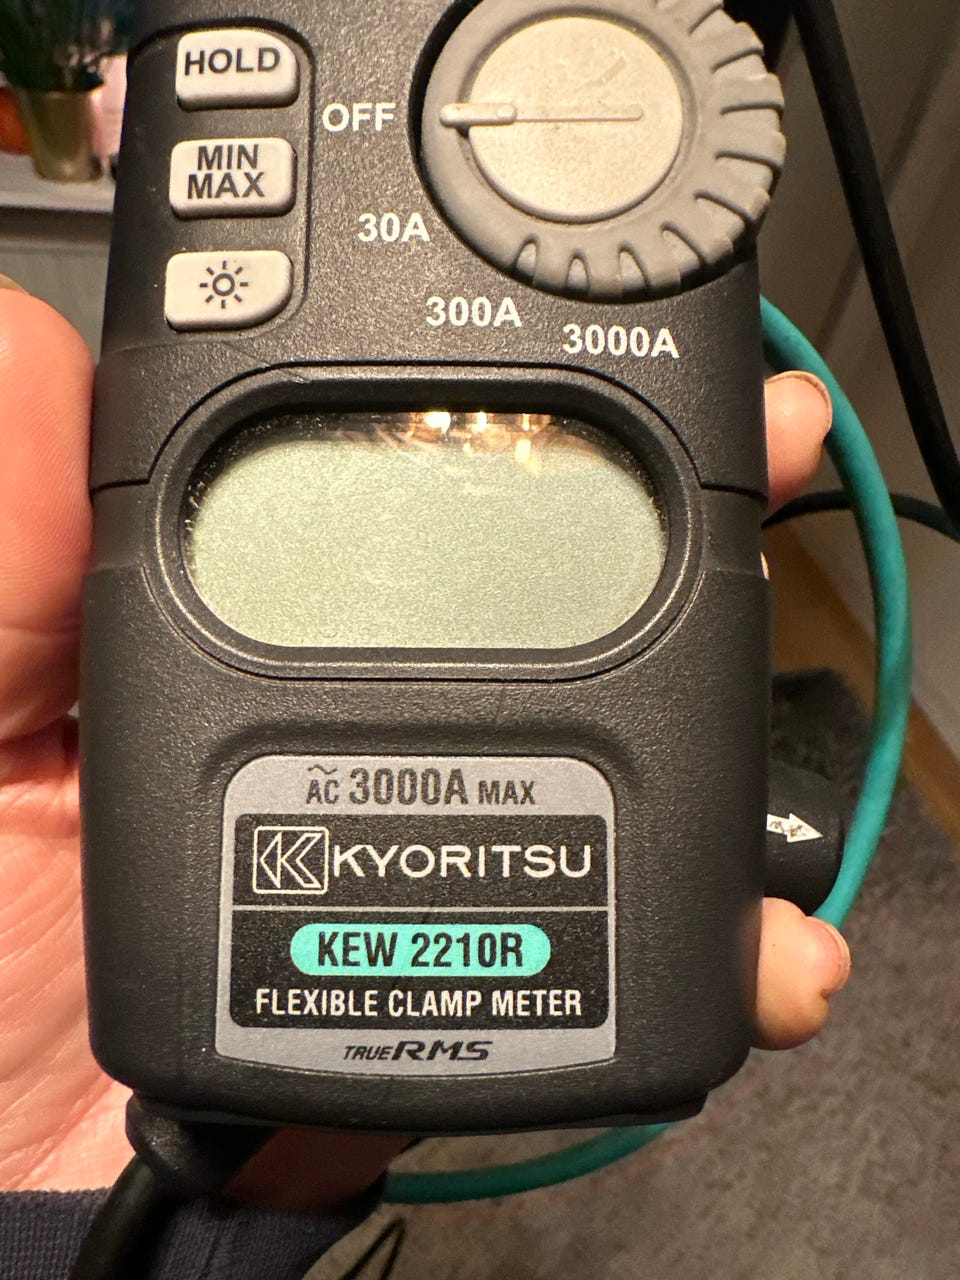 HOLD
OFF
MIN
MAX
30A
300A
3000A
AC 3000A MAX
KYORITSU
KEW 2210R
FLEXIBLE CLAMP METER
TRUE RMS